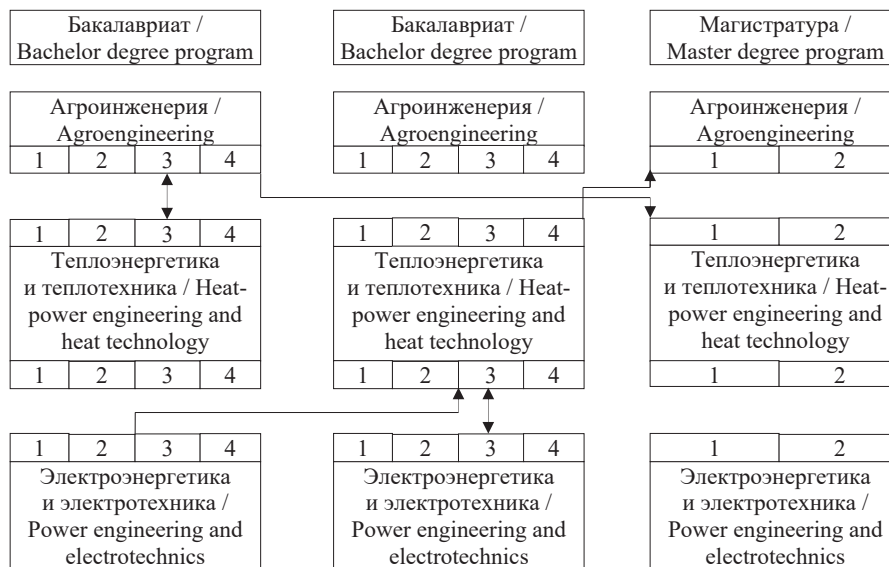 Бакалавриат /
Bachelor degree program
Бакалавриат /
Bachelor degree program
Магистратура /
Master degree program
Агроинженерия /
Agroengineering
1 2 3 4
Агроинженерия /
Agroengineering
1 2 3 4
Агроинженерия /
Agroengineering
1 2
1 2 3 4
Теплоэнергетика
и теплотехника / Heat-
power engineering and
heat technology
1 2 3 4
1 2 3 4
Теплоэнергетика
и теплотехника / Heat-
power engineering and
heat technology
1 2 3 4
1 2
Теплоэнергетика
и теплотехника / Heat-
power engineering and
heat technology
1 2
1 2 3 4
Электроэнергетика
и электротехника /
Power engineering and
electrotechnics
1 2 3 4
Электроэнергетика
и электротехника /
Power engineering and
electrotechnics
1 2
Электроэнергетика
и электротехника /
Power engineering and
electrotechnics